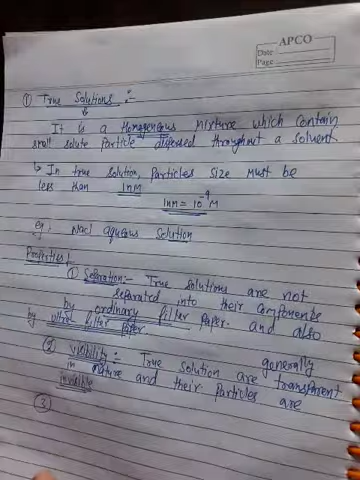 APCO
Date
Page
① True Solutions :-
It is a Homogeneous mixture which contain
small solute particle dispersed throughout a solvent
↳ In true solution, Particles size must be
less than 1nM
1nM = 10⁻⁹ M
eg. Nacl aqueous Solution
Properties:
① Separation:- True solutions are not
separated into their components
by ordinary filter Paper. and also
by ultra filter Paper
② visibility:- True Solution are generally transparent
in nature and their Particles are
invisible
③